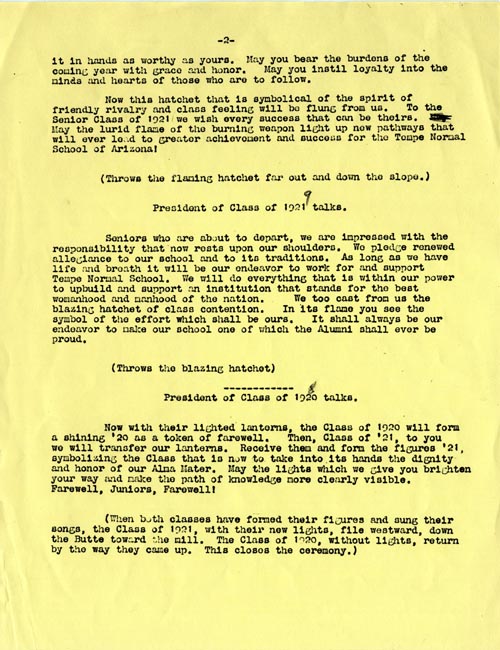 -2-
it in hands as worthy as yours. May you bear the burdens of the
coming year with grace and honor. May you instil loyalty into the
minds and hearts of those who are to follow.
Now this hatchet that is symbolical of the spirit of
friendly rivalry and class feeling will be flung from us. To the
Senior Class of 1921 we wish every success that can be theirs.
May the lurid flame of the burning weapon light up new pathways that
will ever lead to greater achievement and success for the Tempe Normal
School of Arizona!
(Throws the flaming hatchet far out and down the slope.)
President of Class of 1921 talks.
Seniors who are about to depart, we are impressed with the
responsibility that now rests upon our shoulders. We pledge renewed
allegiance to our school and to its traditions. As long as we have
life and breath it will be our endeavor to work for and support
Tempe Normal School. We will do everything that is within our power
to upbuild and support an institution that stands for the best
womanhood and manhood of the nation. We too cast from us the
blazing hatchet of class contention. In its flame you see the
symbol of the effort which shall be ours. It shall always be our
endeavor to make our school one of which the Alumni shall ever be
proud.
(Throws the blazing hatchet)
------------
President of Class of 1920 talks.
Now with their lighted lanterns, the Class of 1920 will form
a shining '20 as a token of farewell. Then, Class of '21, to you
we will transfer our lanterns. Receive them and form the figures '21,
symbolizing the Class that is now to take into its hands the dignity
and honor of our Alma Mater. May the lights which we give you brighten
your way and make the path of knowledge more clearly visible.
Farewell, Juniors, Farewell!
(When both classes have formed their figures and sung their
songs, the Class of 1921, with their new lights, file westward, down
the Butte toward the mill. The Class of 1920, without lights, return
by the way they came up. This closes the ceremony.)